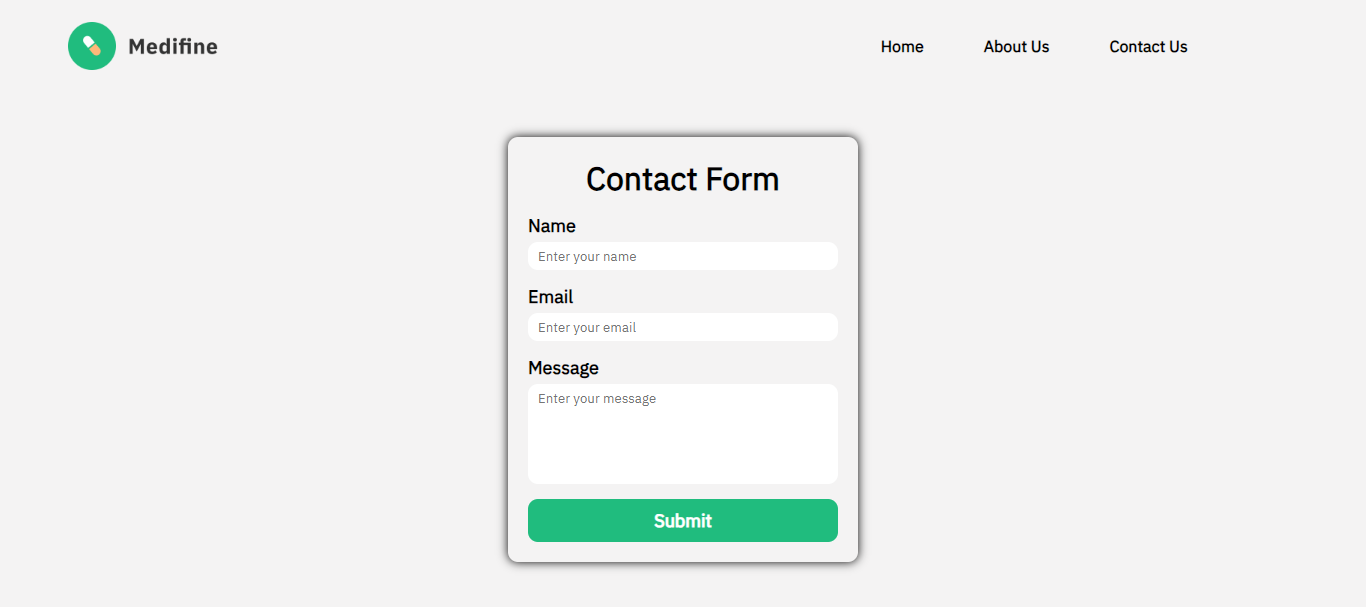 Medifine
Home About Us Contact Us
Contact Form
Name
Enter your name
Email
Enter your email
Message
Enter your message
Submit